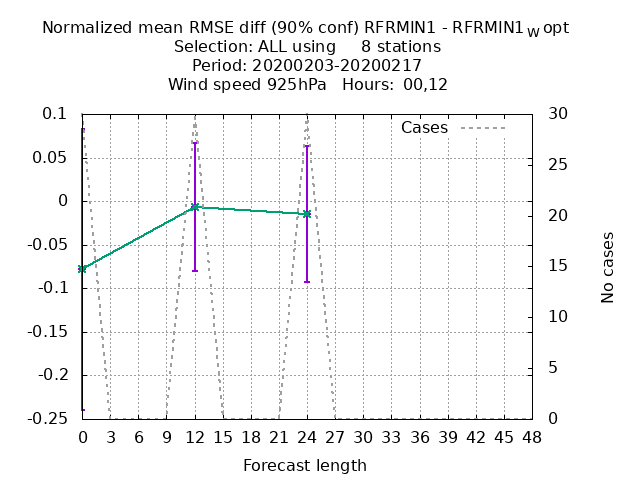 Normalized mean RMSE diff (90% conf) RFRMIN1 - RFRMIN1W opt
Selection: ALL using     8 stations
Period: 20200203-20200217
Wind speed 925hPa   Hours:  00,12
Cases
0.1
0.05
0
-0.05
-0.1
-0.15
-0.2
-0.25
30
25
20
15
10
5
0
No cases
0 3 6 9 12 15 18 21 24 27 30 33 36 39 42 45 48
Forecast length